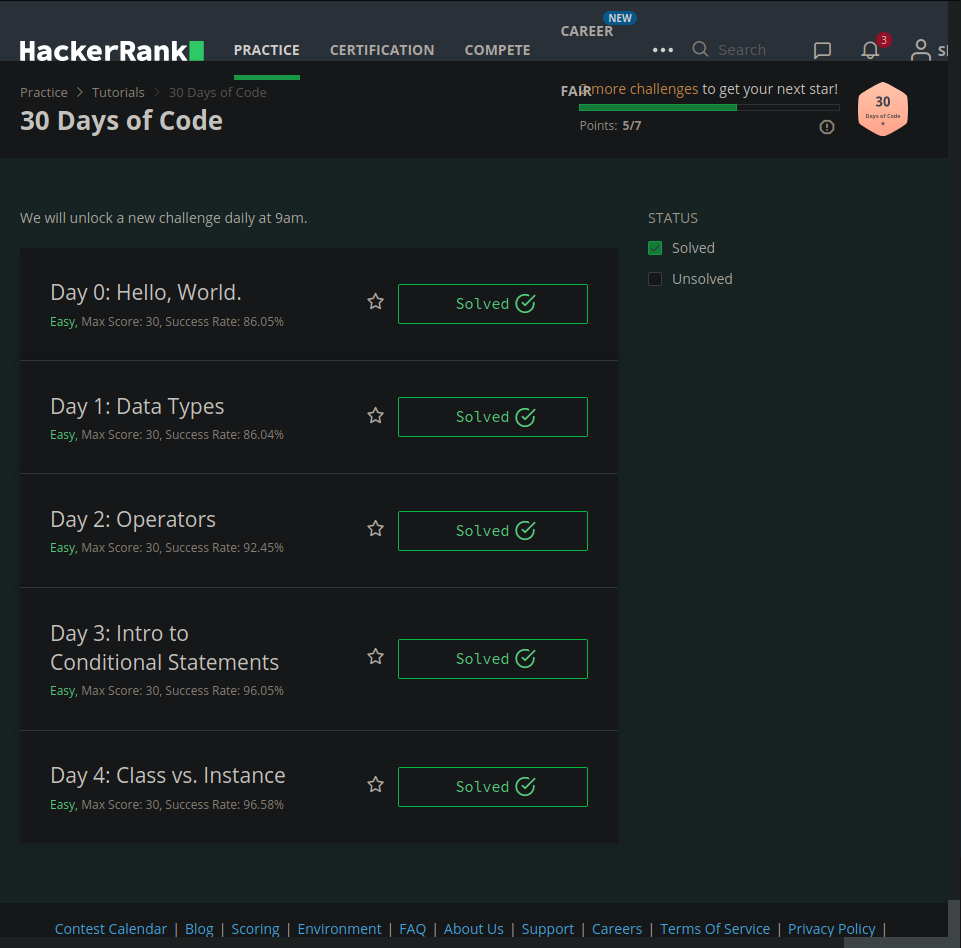 NEW
CAREER
HackerRank PRACTICE CERTIFICATION COMPETE ••• Search 3
FAIR
Practice > Tutorials > 30 Days of Code
more challenges to get your next star!
30 Days of Code
Points: 5/7
30
Days of Code
We will unlock a new challenge daily at 9am.
STATUS
Solved
Unsolved
Day 0: Hello, World.
Easy, Max Score: 30, Success Rate: 86.05%
Solved
Day 1: Data Types
Easy, Max Score: 30, Success Rate: 86.04%
Solved
Day 2: Operators
Easy, Max Score: 30, Success Rate: 92.45%
Solved
Day 3: Intro to
Conditional Statements
Easy, Max Score: 30, Success Rate: 96.05%
Solved
Day 4: Class vs. Instance
Easy, Max Score: 30, Success Rate: 96.58%
Solved
Contest Calendar | Blog | Scoring | Environment | FAQ | About Us | Support | Careers | Terms Of Service | Privacy Policy |